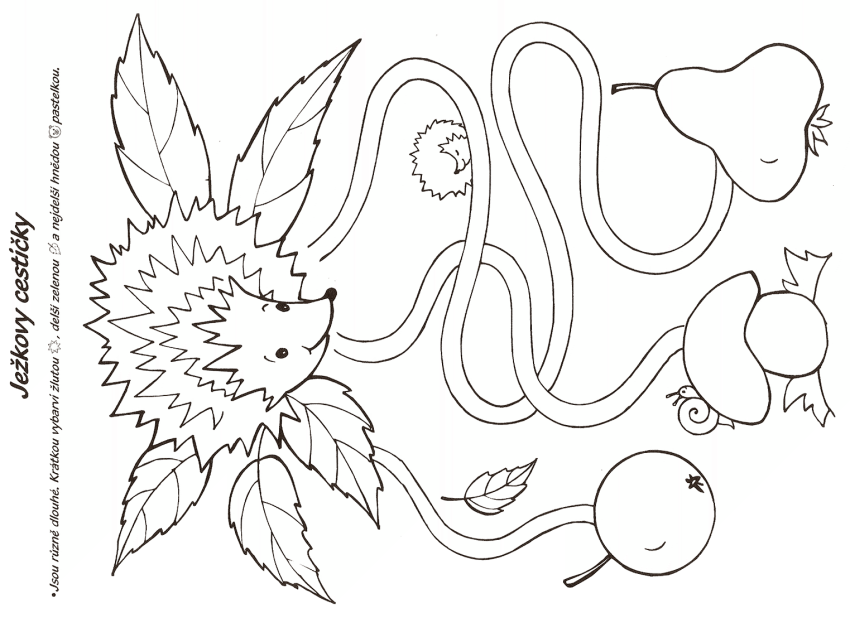 Ježkovy cestičky
• Jsou různě dlouhé. Krátkou vybarvi žlutou , delší zelenou a nejdelší hnědou pastelkou.